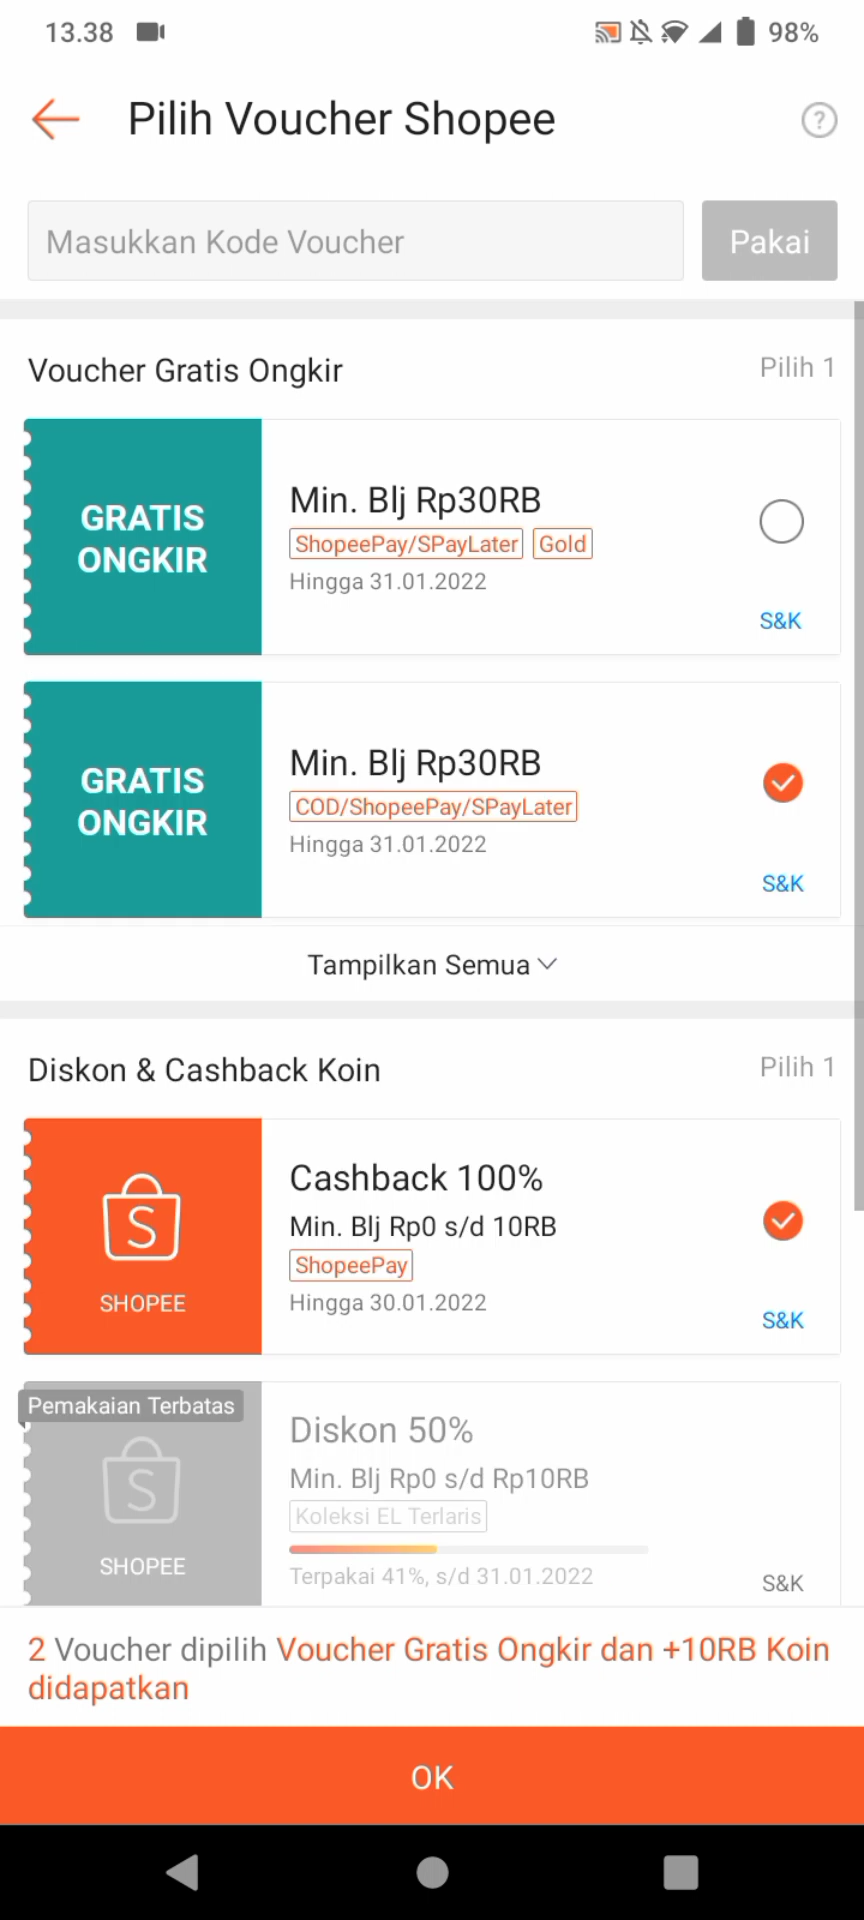 13.38
98%
Pilih Voucher Shopee
?
Masukkan Kode Voucher
Pakai
Voucher Gratis Ongkir
Pilih 1
GRATIS
ONGKIR
Min. Blj Rp30RB
ShopeePay/SPayLater
Gold
Hingga 31.01.2022
S&K
GRATIS
ONGKIR
Min. Blj Rp30RB
COD/ShopeePay/SPayLater
Hingga 31.01.2022
S&K
Tampilkan Semua
Diskon & Cashback Koin
Pilih 1
S
SHOPEE
Cashback 100%
Min. Blj Rp0 s/d 10RB
ShopeePay
Hingga 30.01.2022
S&K
Pemakaian Terbatas
S
SHOPEE
Diskon 50%
Min. Blj Rp0 s/d Rp10RB
Koleksi EL Terlaris
Terpakai 41%, s/d 31.01.2022
S&K
2 Voucher dipilih Voucher Gratis Ongkir dan +10RB Koin
didapatkan
OK